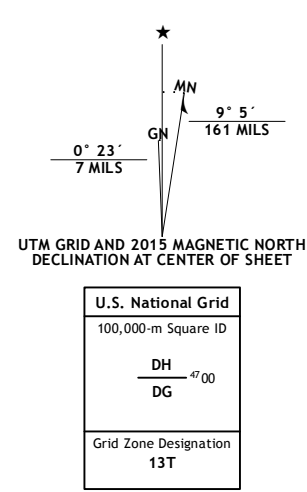 ★
MN
9° 5´
161 MILS
GN
0° 23´
7 MILS
UTM GRID AND 2015 MAGNETIC NORTH
DECLINATION AT CENTER OF SHEET
U.S. National Grid
100,000-m Square ID
DH
4700
DG
Grid Zone Designation
13T